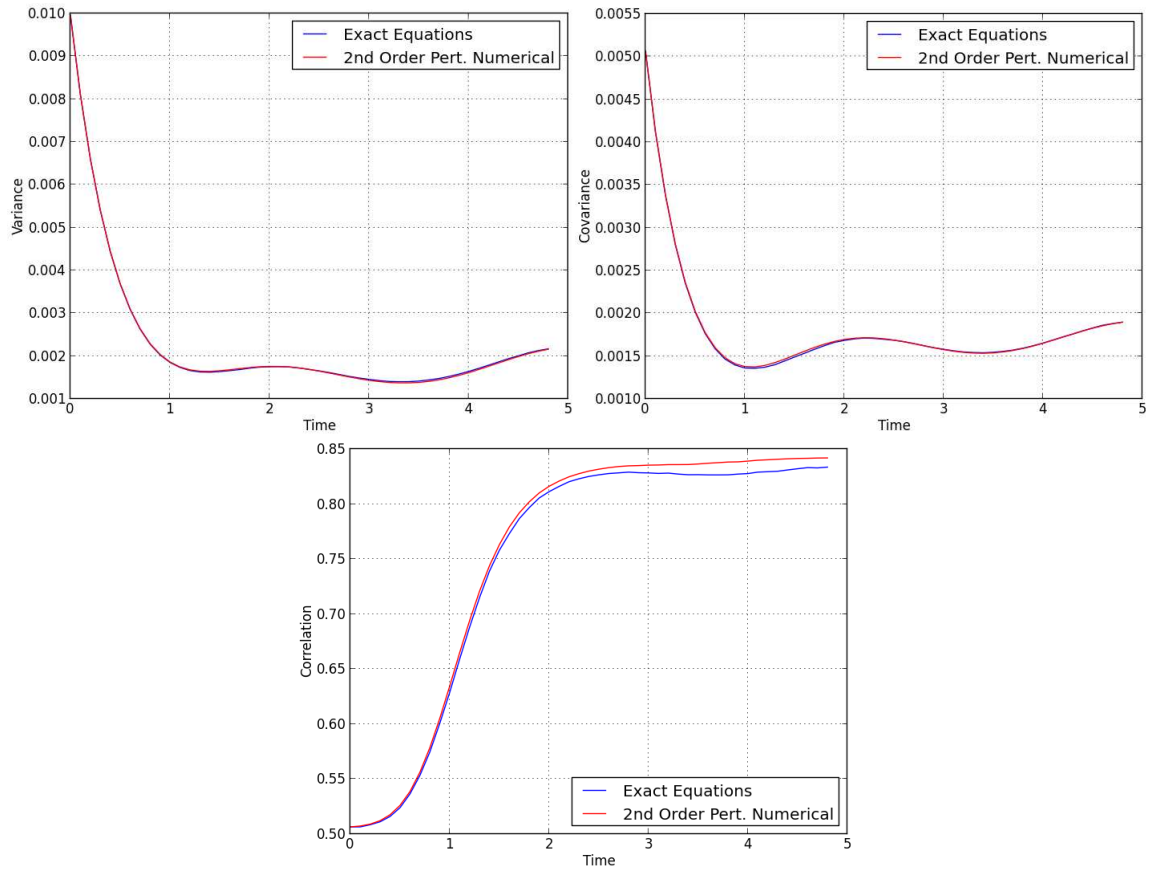 0.010
0.009
0.008
0.007
0.006
0.005
0.004
0.003
0.002
0.001
Variance
0 1 2 3 4 5
Time
Exact Equations
2nd Order Pert. Numerical
0.0055
0.0050
0.0045
0.0040
0.0035
0.0030
0.0025
0.0020
0.0015
0.0010
Covariance
0 1 2 3 4 5
Time
Exact Equations
2nd Order Pert. Numerical
0.85
0.80
0.75
0.70
0.65
0.60
0.55
0.50
Correlation
0 1 2 3 4 5
Time
Exact Equations
2nd Order Pert. Numerical